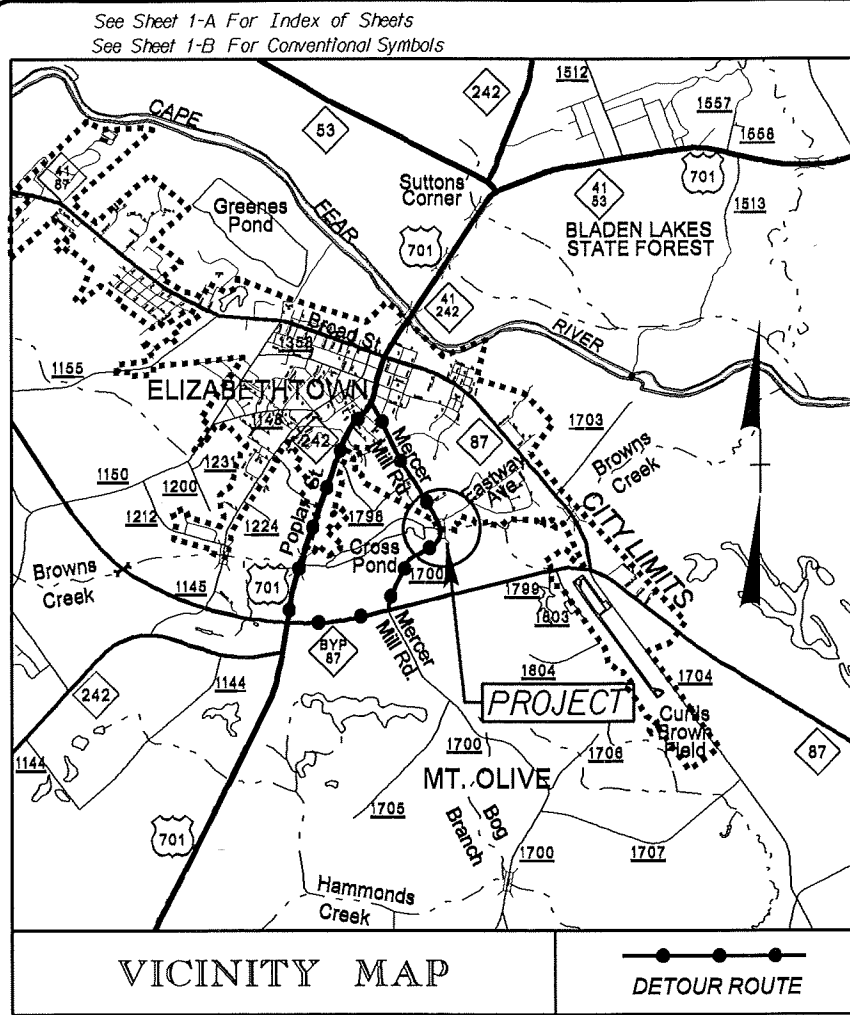 See Sheet 1-A For Index of Sheets
See Sheet 1-B For Conventional Symbols
CAPE
53
242
1512
1557
1558
41
87
Greenes
Pond
FEAR
Suttons
Corner
701
41
53
701
1513
BLADEN LAKES
STATE FOREST
41
242
RIVER
Broad St.
1358
1155
ELIZABETHTOWN
1148
242
Mercer
Mill Rd.
87
1703
Browns
Creek
Eastway
Ave.
1150
1231
1200
1212
1224
Poplar St.
1798
CITY LIMITS
Cross
Pond
1700
Browns
Creek
1145
701
1799
1803
BYP
87
Mercer
Mill Rd.
1804
1704
242
1144
PROJECT
Curtis
Brown
Field
1144
1700
1706
87
MT. OLIVE
1705
Bog
Branch
701
1700
1707
Hammonds
Creek
VICINITY MAP
DETOUR ROUTE